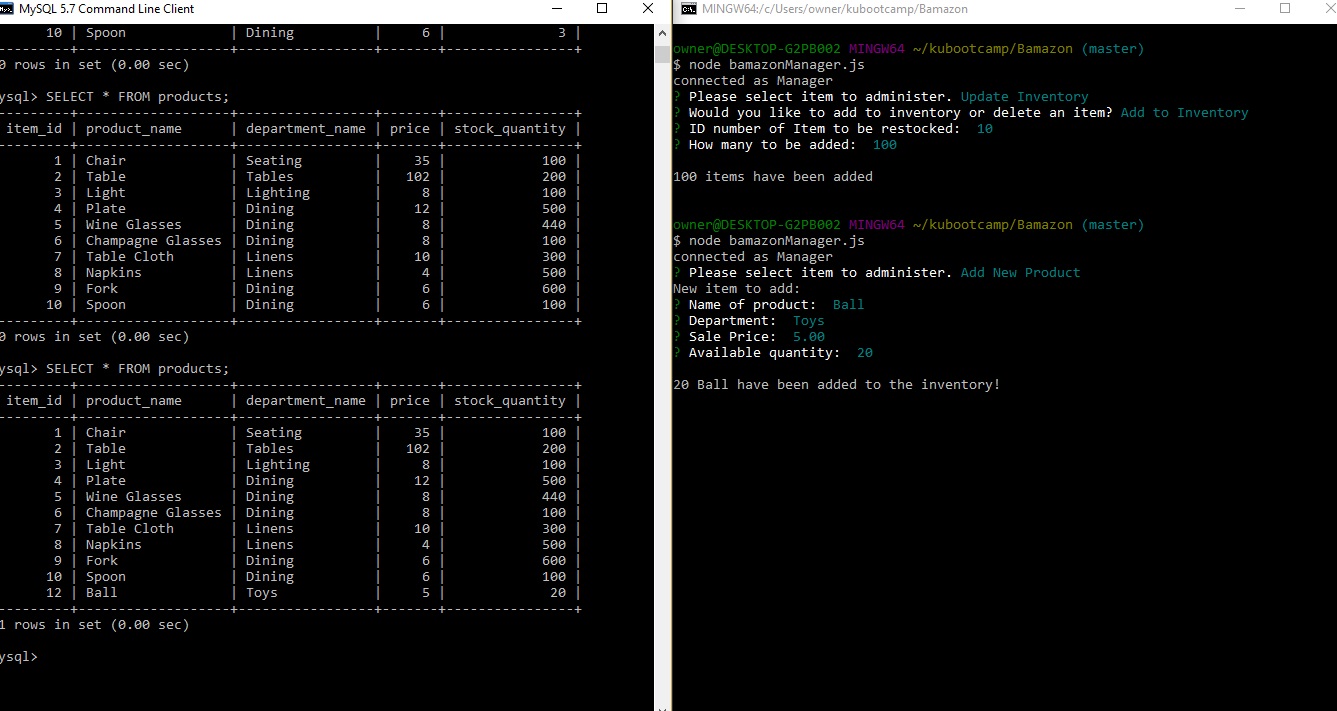 MySQL 5.7 Command Line Client
10 | Spoon | Dining | 6 | 3 |
---------+-------------------+-----------------+-------+----------------+
0 rows in set (0.00 sec)
ysql> SELECT * FROM products;
---------+-------------------+-----------------+-------+----------------+
item_id | product_name | department_name | price | stock_quantity |
---------+-------------------+-----------------+-------+----------------+
1 | Chair | Seating | 35 | 100 |
2 | Table | Tables | 102 | 200 |
3 | Light | Lighting | 8 | 100 |
4 | Plate | Dining | 12 | 500 |
5 | Wine Glasses | Dining | 8 | 440 |
6 | Champagne Glasses | Dining | 8 | 100 |
7 | Table Cloth | Linens | 10 | 300 |
8 | Napkins | Linens | 4 | 500 |
9 | Fork | Dining | 6 | 600 |
10 | Spoon | Dining | 6 | 100 |
---------+-------------------+-----------------+-------+----------------+
0 rows in set (0.00 sec)
ysql> SELECT * FROM products;
---------+-------------------+-----------------+-------+----------------+
item_id | product_name | department_name | price | stock_quantity |
---------+-------------------+-----------------+-------+----------------+
1 | Chair | Seating | 35 | 100 |
2 | Table | Tables | 102 | 200 |
3 | Light | Lighting | 8 | 100 |
4 | Plate | Dining | 12 | 500 |
5 | Wine Glasses | Dining | 8 | 440 |
6 | Champagne Glasses | Dining | 8 | 100 |
7 | Table Cloth | Linens | 10 | 300 |
8 | Napkins | Linens | 4 | 500 |
9 | Fork | Dining | 6 | 600 |
10 | Spoon | Dining | 6 | 100 |
12 | Ball | Toys | 5 | 20 |
---------+-------------------+-----------------+-------+----------------+
1 rows in set (0.00 sec)
ysql>
MINGW64:/c/Users/owner/kubootcamp/Bamazon
owner@DESKTOP-G2PB002 MINGW64 ~/kubootcamp/Bamazon (master)
$ node bamazonManager.js
connected as Manager
? Please select item to administer. Update Inventory
? Would you like to add to inventory or delete an item? Add to Inventory
? ID number of Item to be restocked: 10
? How many to be added: 100
100 items have been added
owner@DESKTOP-G2PB002 MINGW64 ~/kubootcamp/Bamazon (master)
$ node bamazonManager.js
connected as Manager
? Please select item to administer. Add New Product
New item to add:
? Name of product: Ball
? Department: Toys
? Sale Price: 5.00
? Available quantity: 20
20 Ball have been added to the inventory!